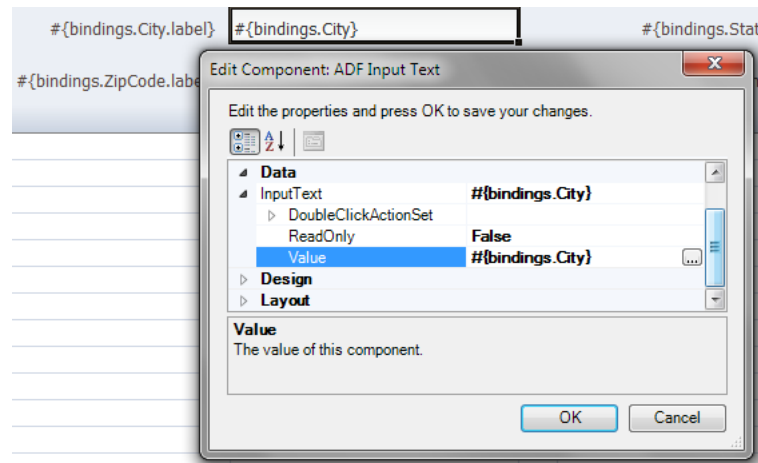 #{bindings.City.label} #{bindings.City} #{bindings.Stat
Edit Component: ADF Input Text
#{bindings.ZipCode.labe
Edit the properties and press OK to save your changes.
Data
InputText #{bindings.City}
DoubleClickActionSet
ReadOnly False
Value #{bindings.City} ...
Design
Layout
Value
The value of this component.
OK Cancel